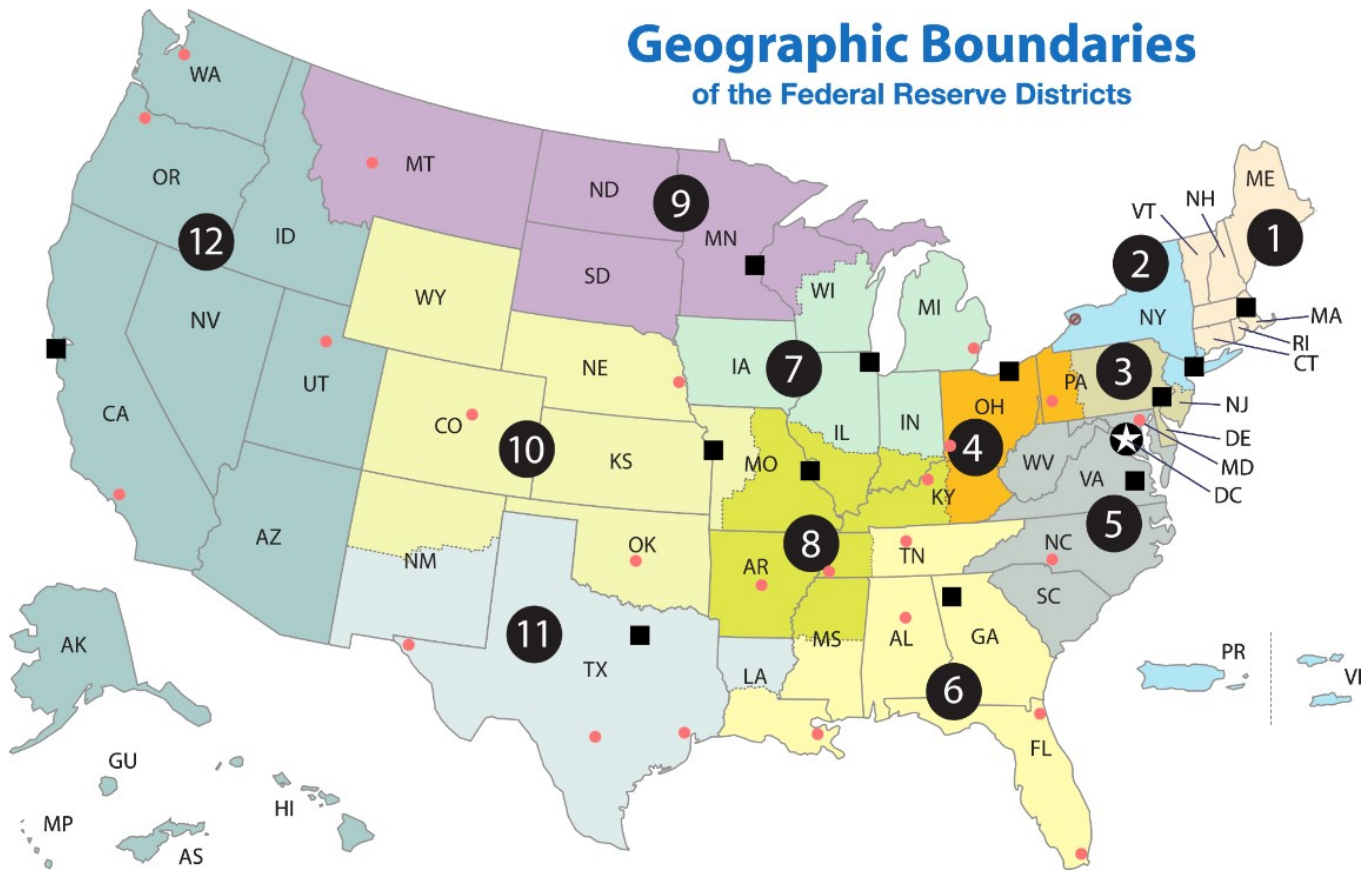 Geographic Boundaries
of the Federal Reserve Districts
WA
MT
ND
9
MN
OR
12
ID
SD
WY
WI
MI
VT
NH
ME
1
2
NY
MA
RI
CT
NV
UT
CA
NE
IA
7
IL
IN
OH
PA
3
NJ
DE
MD
DC
CO
10
KS
MO
4
WV
VA
KY
5
AZ
NM
OK
AR
8
TN
NC
SC
11
TX
LA
MS
AL
GA
6
FL
PR
VI
AK
GU
HI
MP
AS